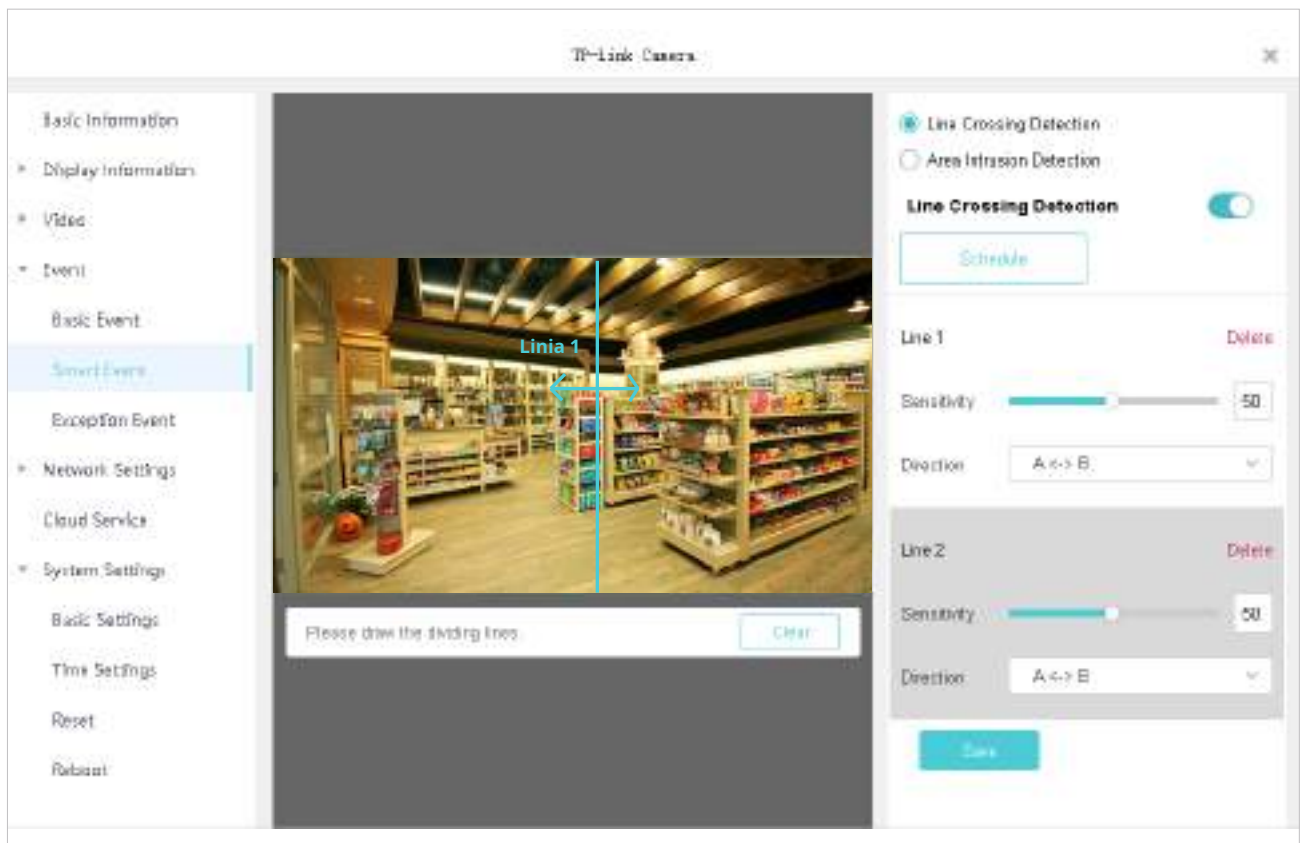 TP-Link Camera
Basic Information
Display Information
Video
Event
Basic Event
Smart Event
Exception Event
Network Settings
Cloud Service
System Settings
Basic Settings
Time Settings
Reset
Reboot
Linia 1
Please draw the dividing lines.
Clear
Line Crossing Detection
Area Intrusion Detection
Line Crossing Detection
Schedule
Line 1 Delete
Sensitivity 50
Direction A <-> B
Line 2 Delete
Sensitivity 50
Direction A <-> B
Save